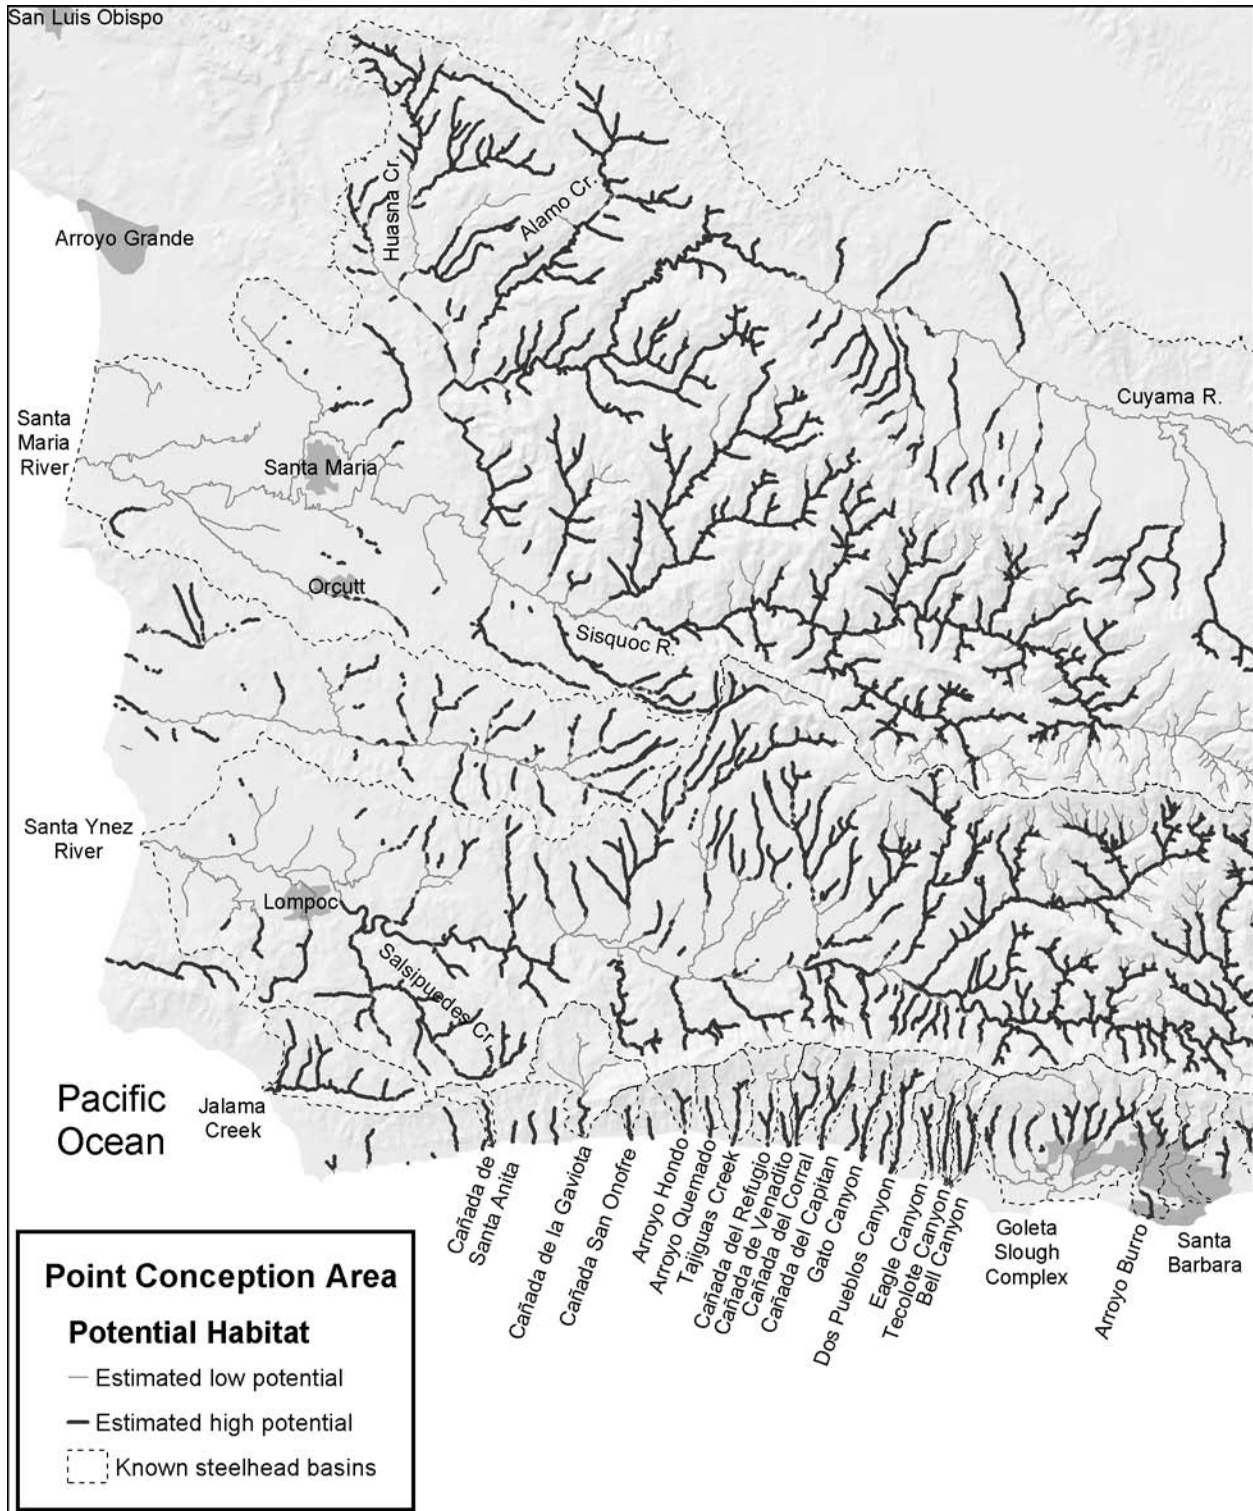 San Luis Obispo
Arroyo Grande
Huasna Cr.
Alamo Cr.
Cuyama R.
Santa
Maria
River
Santa Maria
Orcutt
Sisquoc R.
Santa Ynez
River
Lompoc
Salsipuedes Cr.
Pacific
Ocean
Jalama
Creek
Cañada de
Santa Anita
Cañada de la Gaviota
Cañada San Onofre
Arroyo Hondo
Arroyo Quemado
Tajiguas Creek
Cañada del Refugio
Cañada de Venadito
Cañada del Corral
Cañada del Capitan
Gato Canyon
Dos Pueblos Canyon
Eagle Canyon
Tecolote Canyon
Bell Canyon
Goleta
Slough
Complex
Arroyo Burro
Santa
Barbara
Point Conception Area
Potential Habitat
Estimated low potential
Estimated high potential
Known steelhead basins